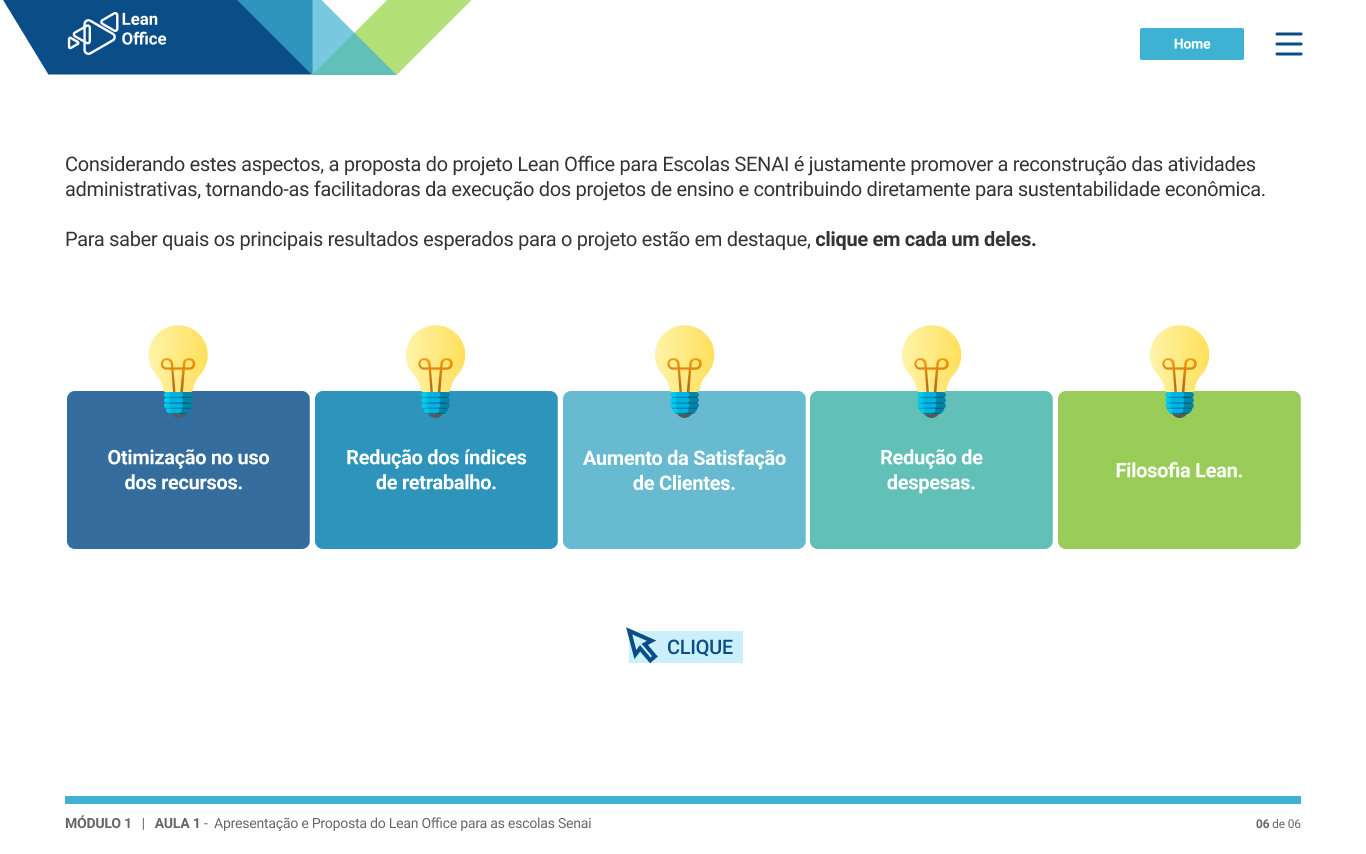 Lean
Office
Home
Considerando estes aspectos, a proposta do projeto Lean Office para Escolas SENAI é justamente promover a reconstrução das atividades
administrativas, tornando-as facilitadoras da execução dos projetos de ensino e contribuindo diretamente para sustentabilidade econômica.
Para saber quais os principais resultados esperados para o projeto estão em destaque, clique em cada um deles.
Otimização no uso
dos recursos.
Redução dos índices
de retrabalho.
Aumento da Satisfação
de Clientes.
Redução de
despesas.
Filosofia Lean.
CLIQUE
MÓDULO 1 | AULA 1 - Apresentação e Proposta do Lean Office para as escolas Senai
06 de 06